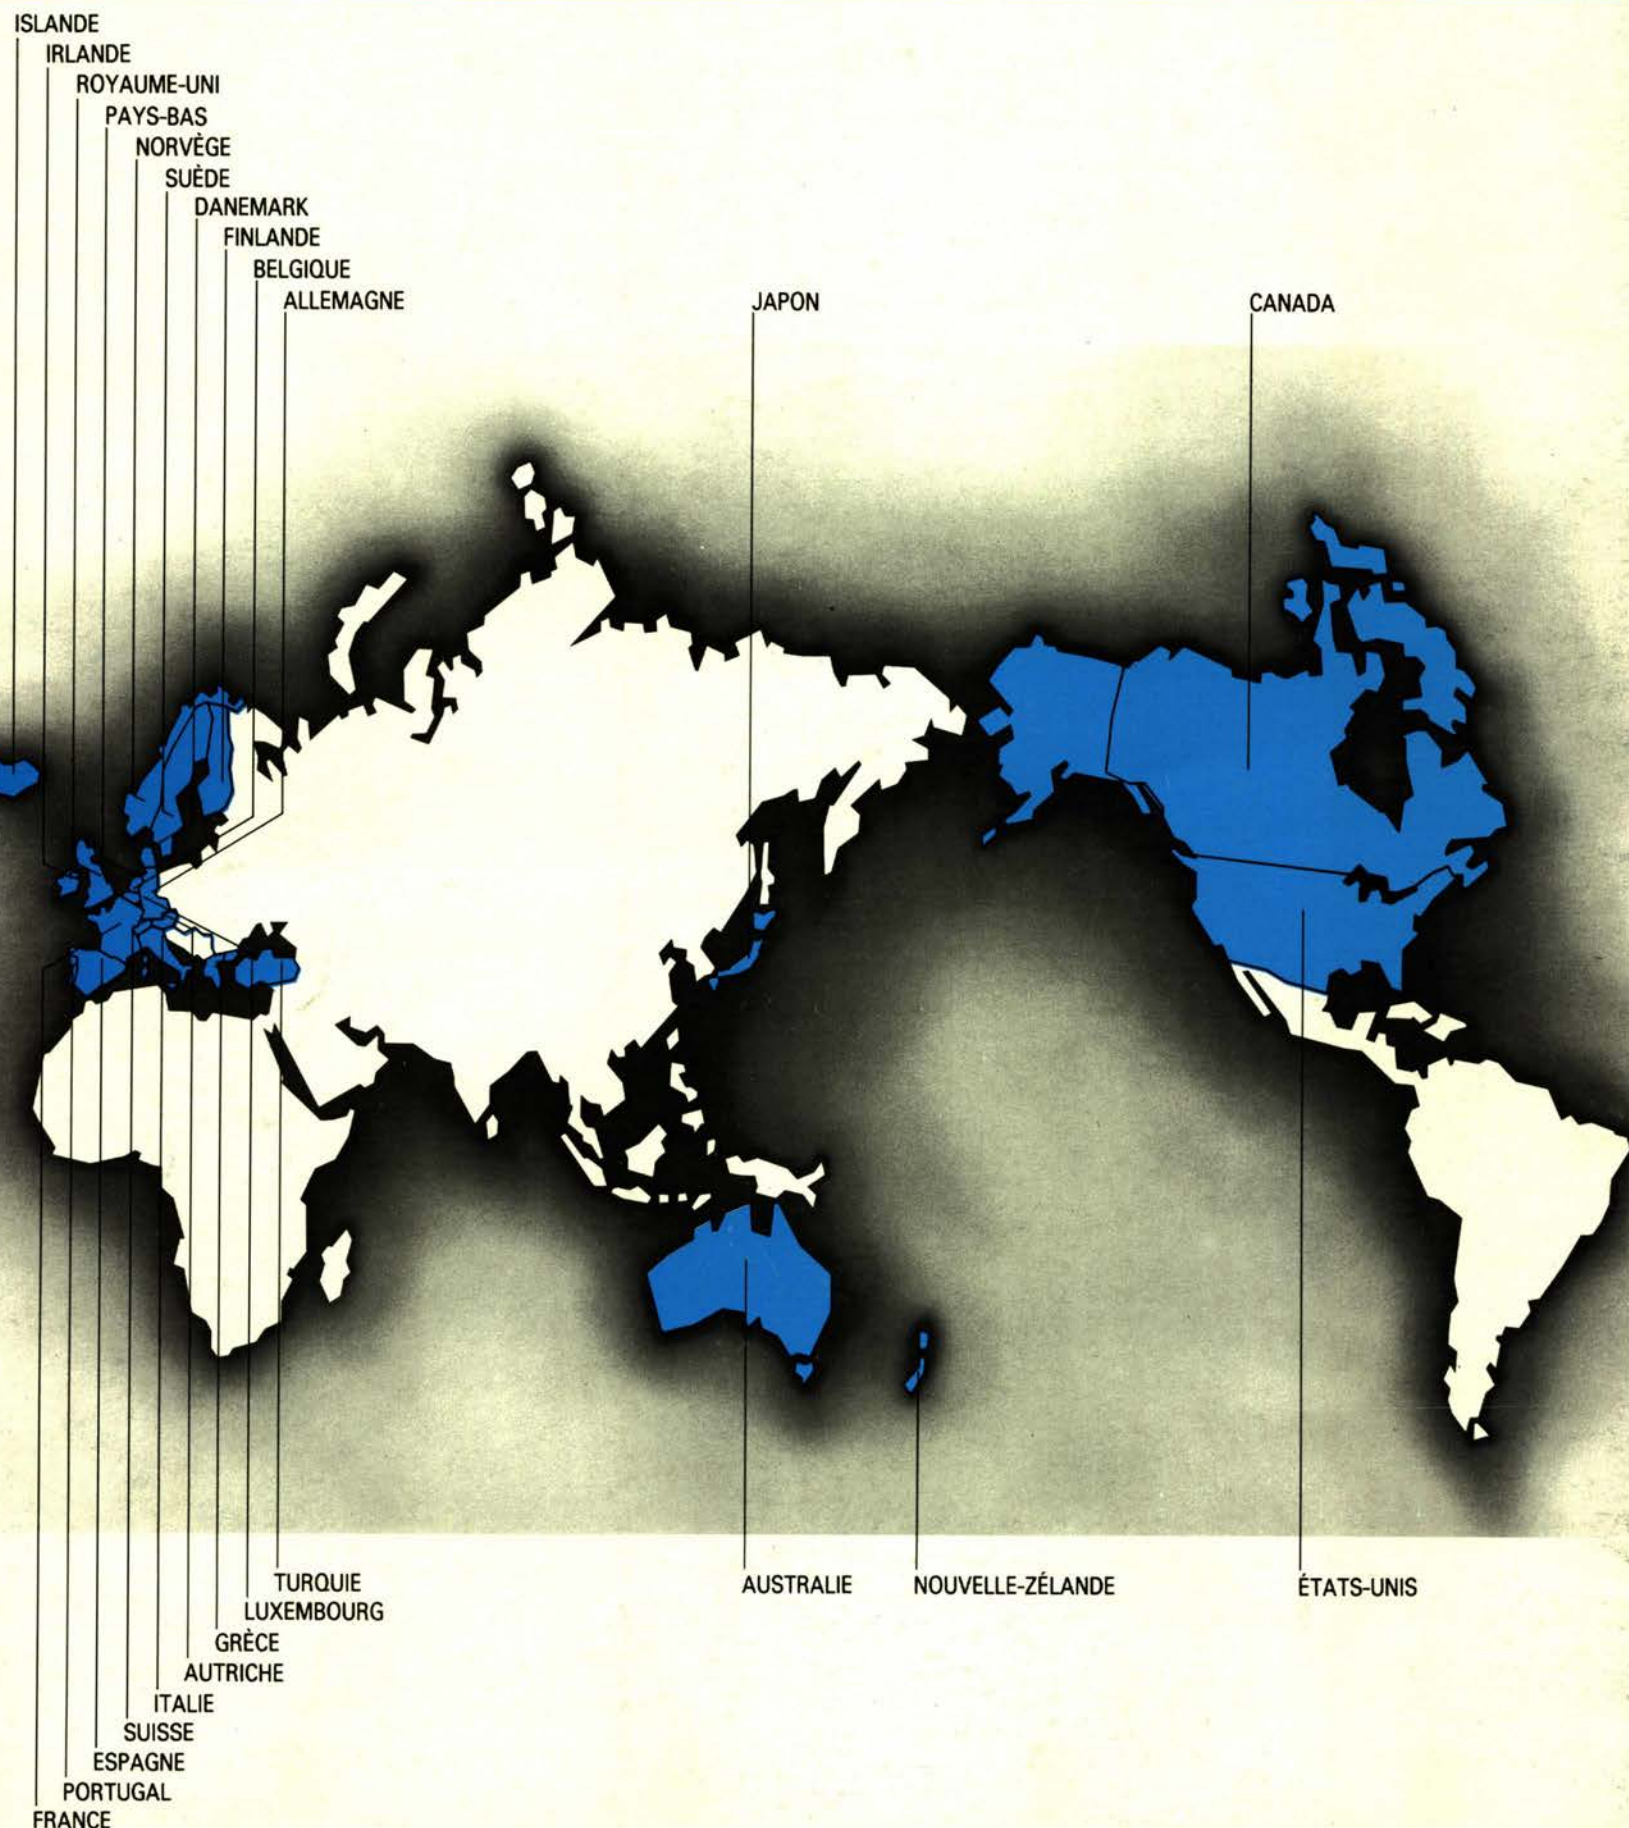 ISLANDE
IRLANDE
ROYAUME-UNI
PAYS-BAS
NORVÈGE
SUÈDE
DANEMARK
FINLANDE
BELGIQUE
ALLEMAGNE
JAPON
CANADA
TURQUIE
LUXEMBOURG
GRÈCE
AUTRICHE
ITALIE
SUISSE
ESPAGNE
PORTUGAL
FRANCE
AUSTRALIE
NOUVELLE-ZÉLANDE
ÉTATS-UNIS